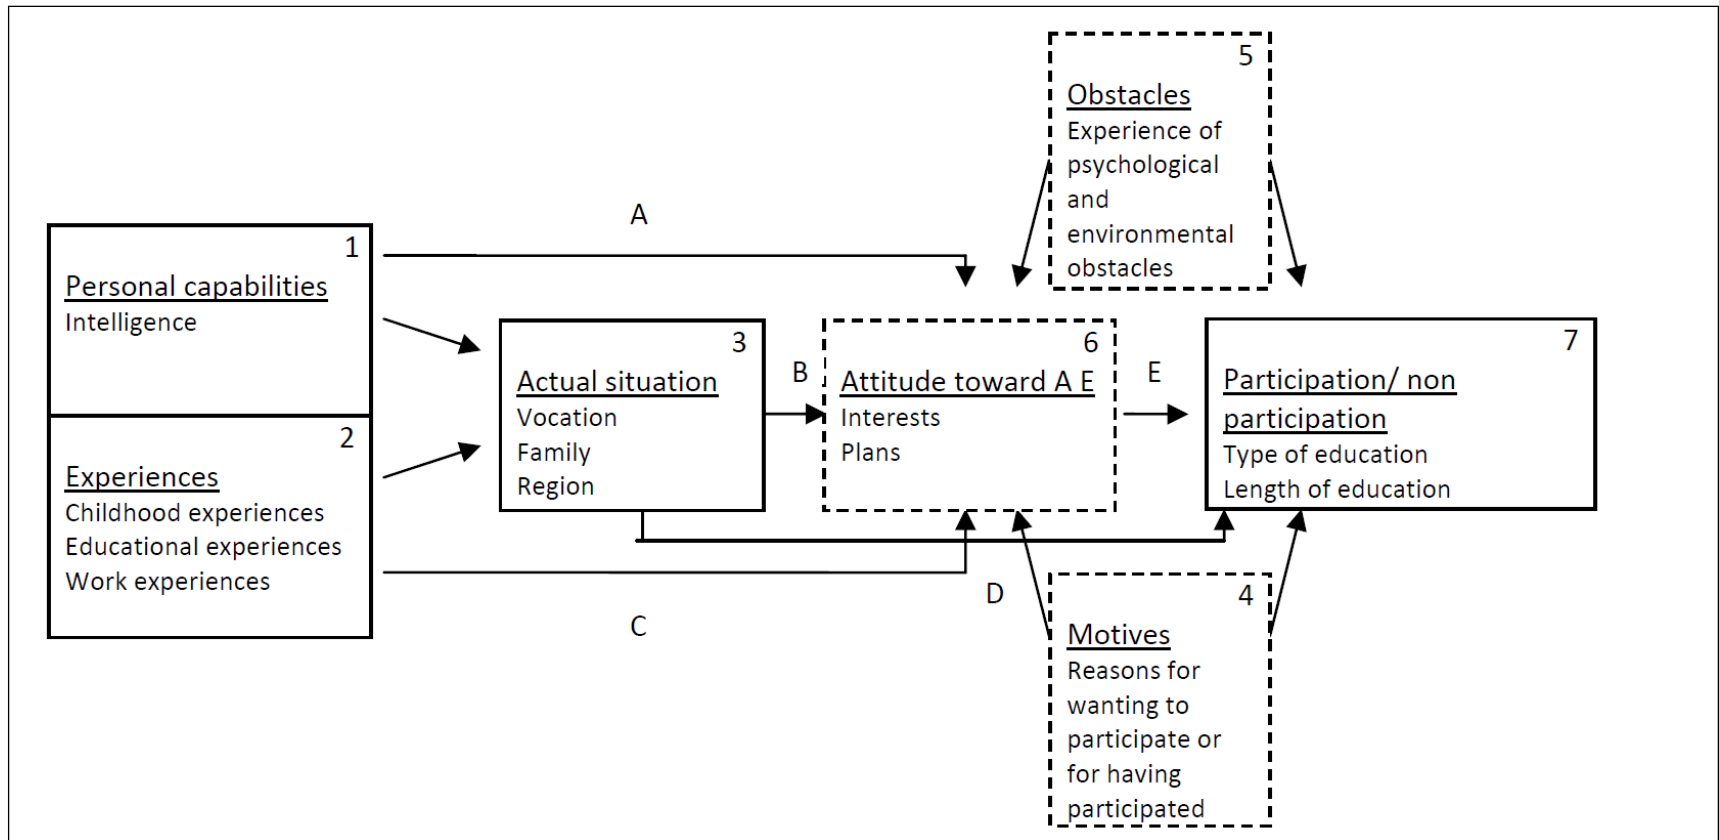 5
Obstacles
Experience of
psychological
and
environmental
obstacles
A
1
Personal capabilities
Intelligence
2
Experiences
Childhood experiences
Educational experiences
Work experiences
3
Actual situation
Vocation
Family
Region
B
6
Attitude toward A E
Interests
Plans
E
7
Participation/ non
participation
Type of education
Length of education
C
D
4
Motives
Reasons for
wanting to
participate or
for having
participated